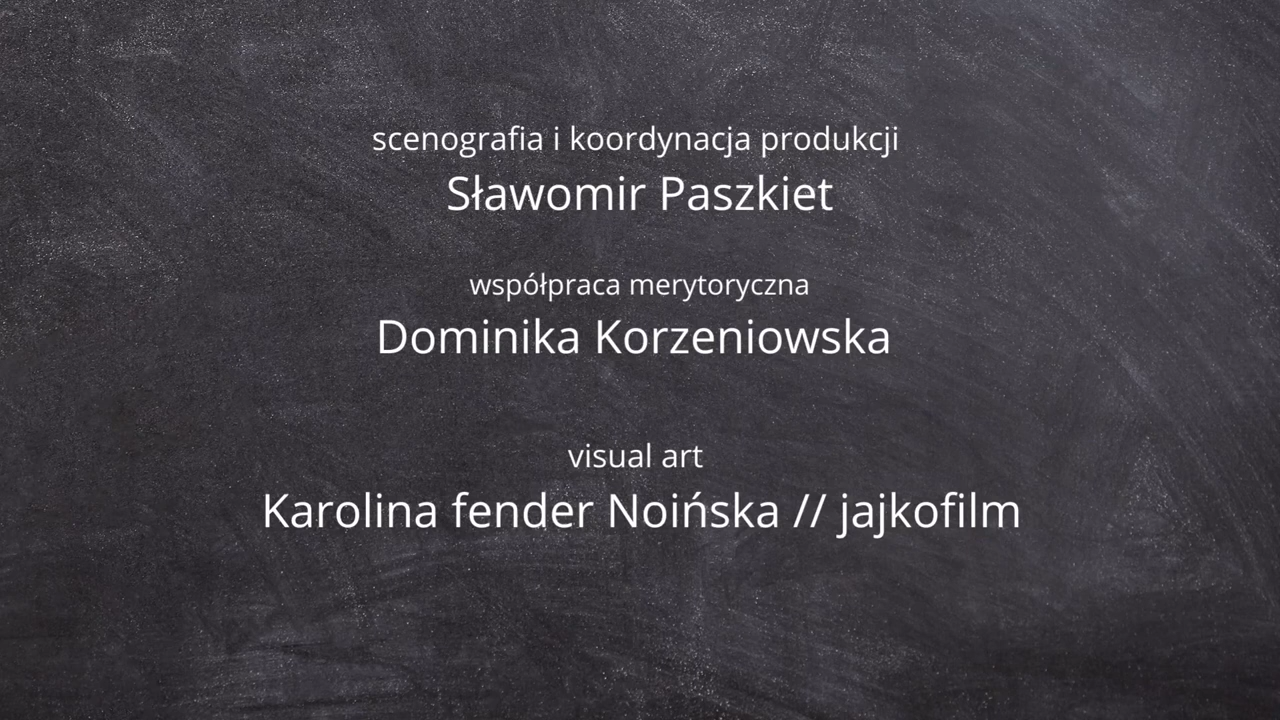 scenografia i koordynacja produkcji
Sławomir Paszkiet
współpraca merytoryczna
Dominika Korzeniowska
visual art
Karolina fender Noińska // jajkofilm